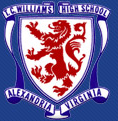 T.C. WILLIAMS HIGH SCHOOL
ALEXANDRIA VIRGINIA